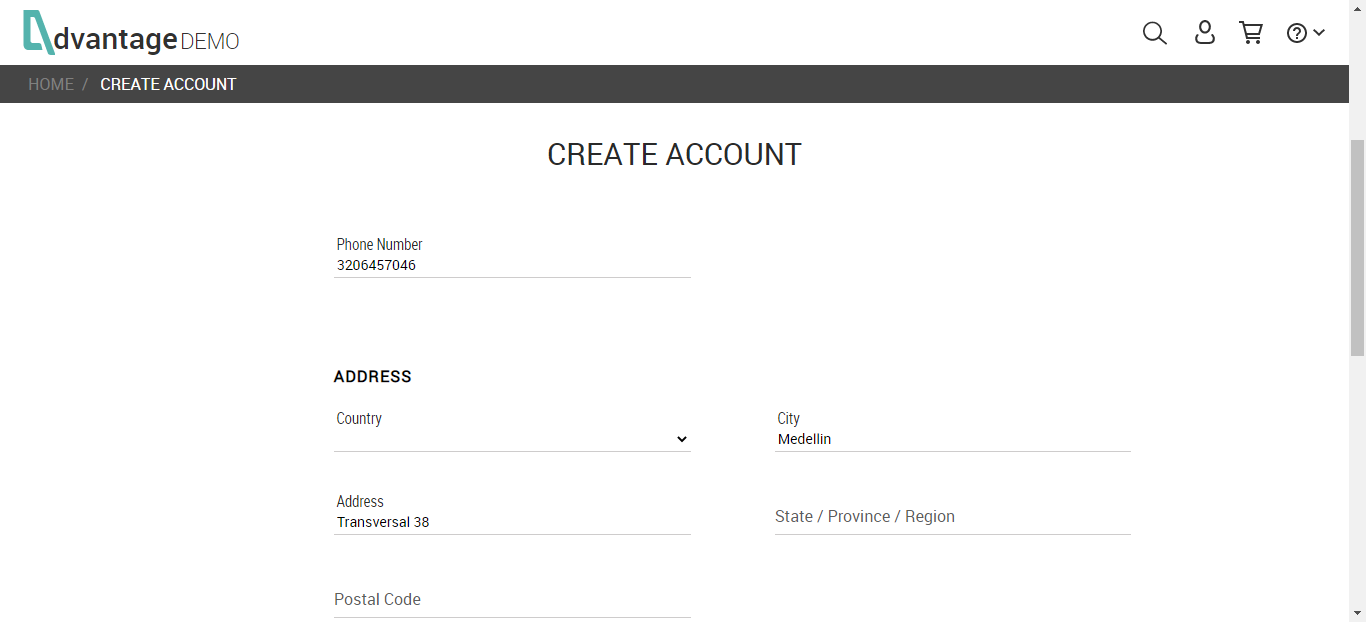 dvantage DEMO
HOME / CREATE ACCOUNT
CREATE ACCOUNT
Phone Number
3206457046
ADDRESS
Country
City
Medellin
Address
Transversal 38
State / Province / Region
Postal Code